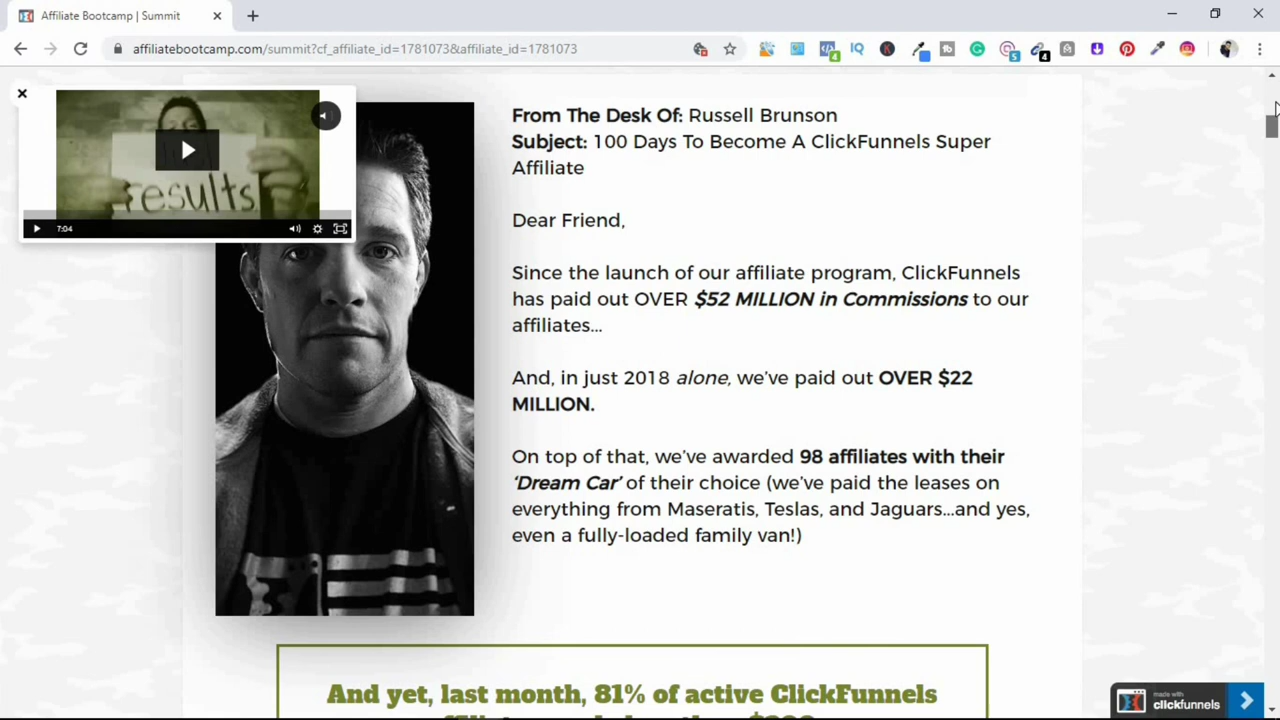 Affiliate Bootcamp | Summit
affiliatebootcamp.com/summit?cf_affiliate_id=1781073&affiliate_id=1781073
results
7:04
From The Desk Of: Russell Brunson
Subject: 100 Days To Become A ClickFunnels Super
Affiliate
Dear Friend,
Since the launch of our affiliate program, ClickFunnels
has paid out OVER $52 MILLION in Commissions to our
affiliates...
And, in just 2018 alone, we've paid out OVER $22
MILLION.
On top of that, we've awarded 98 affiliates with their
'Dream Car' of their choice (we've paid the leases on
everything from Maseratis, Teslas, and Jaguars...and yes,
even a fully-loaded family van!)
And yet, last month, 81% of active ClickFunnels
made with
clickfunnels